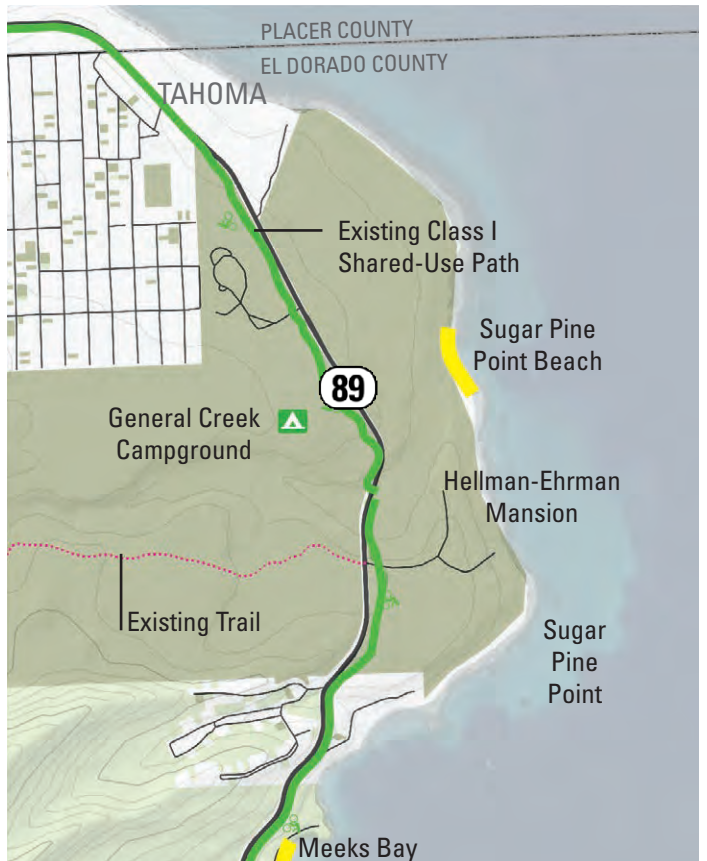 PLACER COUNTY
EL DORADO COUNTY
TAHOMA
Existing Class I
Shared-Use Path
Sugar Pine
Point Beach
89
General Creek
Campground
Hellman-Ehrman
Mansion
Existing Trail
Sugar
Pine
Point
Meeks Bay